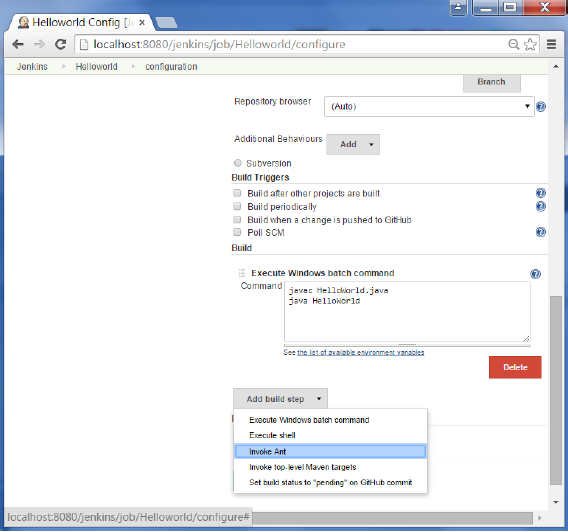 Helloworld Config [Je
localhost:8080/jenkins/job/Helloworld/configure
Jenkins Helloworld configuration
Branch
Repository browser (Auto)
Additional Behaviours Add
Subversion
Build Triggers
Build after other projects are built
Build periodically
Build when a change is pushed to GitHub
Poll SCM
Build
Execute Windows batch command
Command javac HelloWorld.java
java HelloWorld
See the list of available environment variables
Delete
Add build step
Execute Windows batch command
Execute shell
Invoke Ant
Invoke top-level Maven targets
Set build status to "pending" on GitHub commit
localhost:8080/jenkins/job/Helloworld/configure#